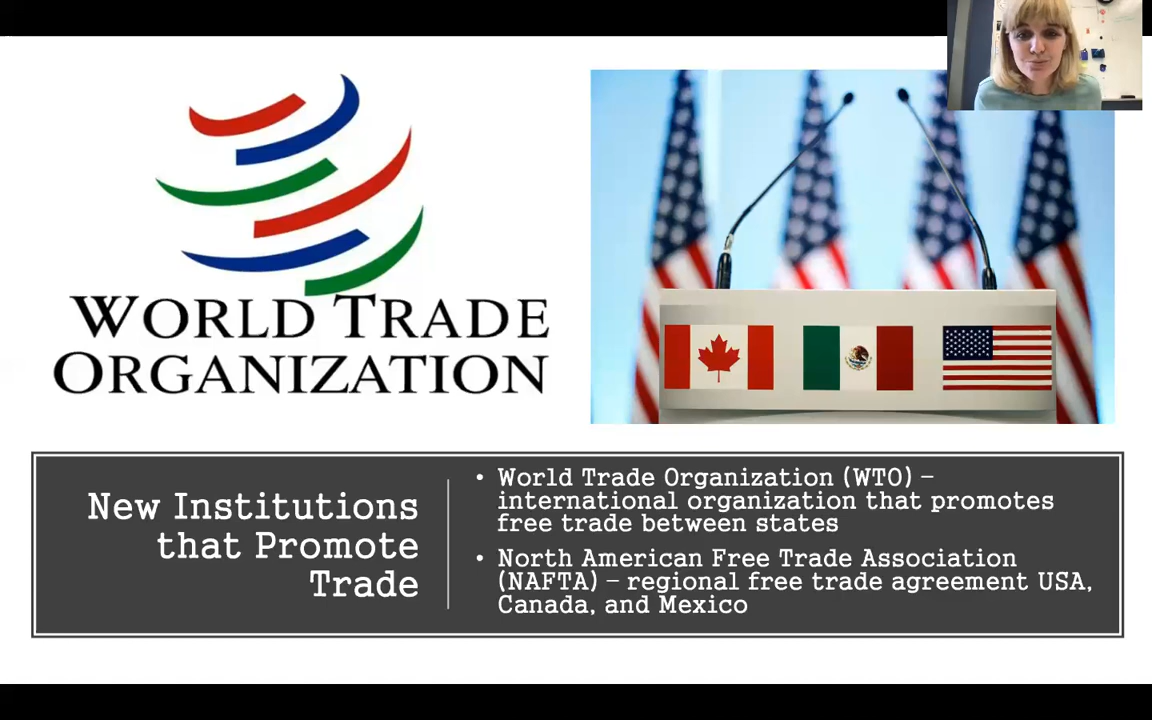 WORLD TRADE
ORGANIZATION
New Institutions
that Promote
Trade
• World Trade Organization (WTO) –
international organization that promotes
free trade between states
• North American Free Trade Association
(NAFTA) – regional free trade agreement USA,
Canada, and Mexico